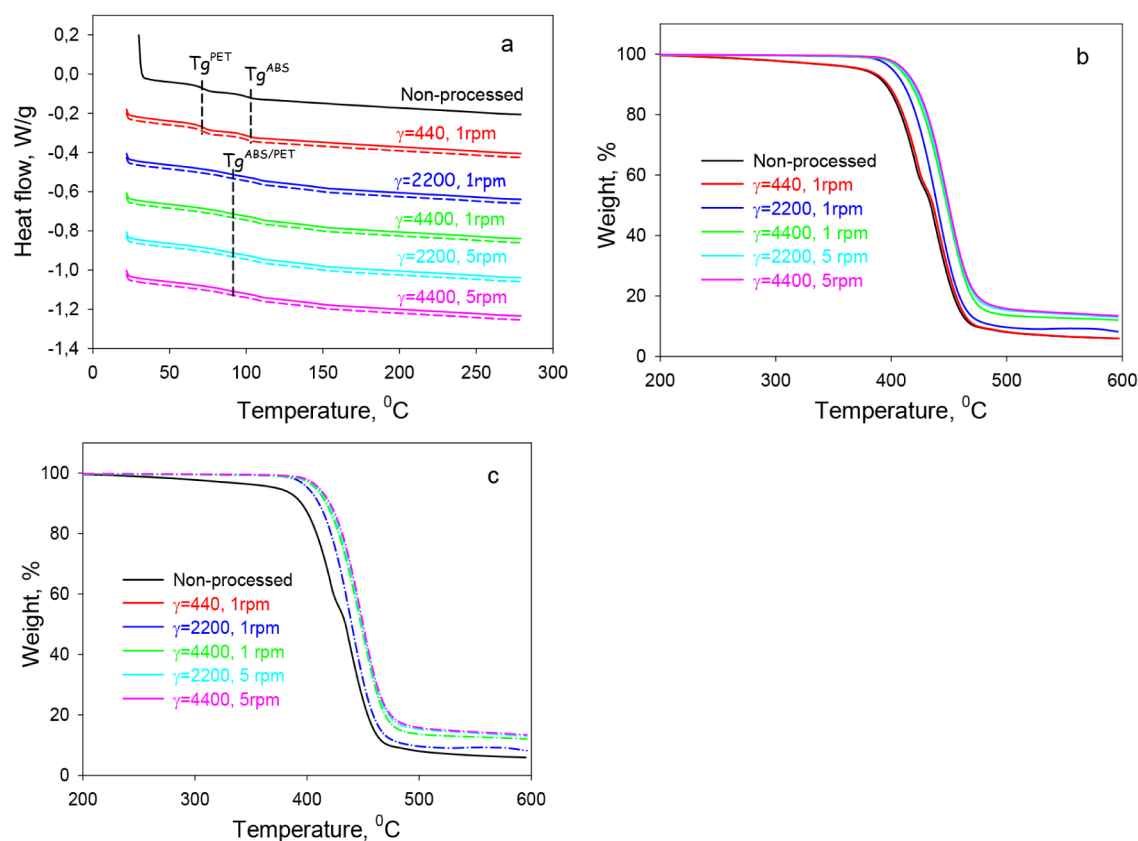 a
Heat flow, W/g
0,2
0,0
-0,2
-0,4
-0,6
-0,8
-1,0
-1,2
-1,4
Tg^PET
Tg^ABS
Non-processed
γ=440, 1rpm
Tg^ABS/PET
γ=2200, 1rpm
γ=4400, 1rpm
γ=2200, 5rpm
γ=4400, 5rpm
0 50 100 150 200 250 300
Temperature, ⁰C
b
Weight, %
100
80
60
40
20
0
Non-processed
γ=440, 1rpm
γ=2200, 1rpm
γ=4400, 1 rpm
γ=2200, 5 rpm
γ=4400, 5rpm
200 300 400 500 600
Temperature, ⁰C
c
Weight, %
100
80
60
40
20
0
Non-processed
γ=440, 1rpm
γ=2200, 1rpm
γ=4400, 1 rpm
γ=2200, 5 rpm
γ=4400, 5rpm
200 300 400 500 600
Temperature, ⁰C